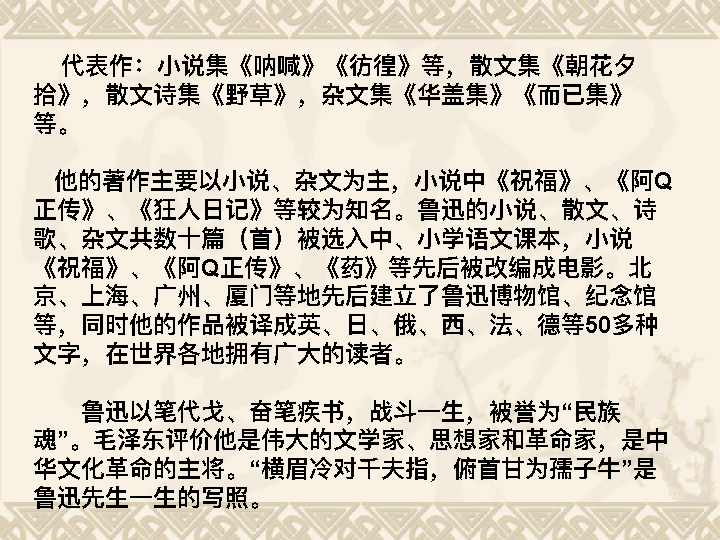 代表作：小说集《呐喊》《彷徨》等，散文集《朝花夕
拾》，散文诗集《野草》，杂文集《华盖集》《而已集》
等。
他的著作主要以小说、杂文为主，小说中《祝福》、《阿Q
正传》、《狂人日记》等较为知名。鲁迅的小说、散文、诗
歌、杂文共数十篇（首）被选入中、小学语文课本，小说
《祝福》、《阿Q正传》、《药》等先后被改编成电影。北
京、上海、广州、厦门等地先后建立了鲁迅博物馆、纪念馆
等，同时他的作品被译成英、日、俄、西、法、德等50多种
文字，在世界各地拥有广大的读者。
鲁迅以笔代戈、奋笔疾书，战斗一生，被誉为“民族
魂”。毛泽东评价他是伟大的文学家、思想家和革命家，是中
华文化革命的主将。“横眉冷对千夫指，俯首甘为孺子牛”是
鲁迅先生一生的写照。